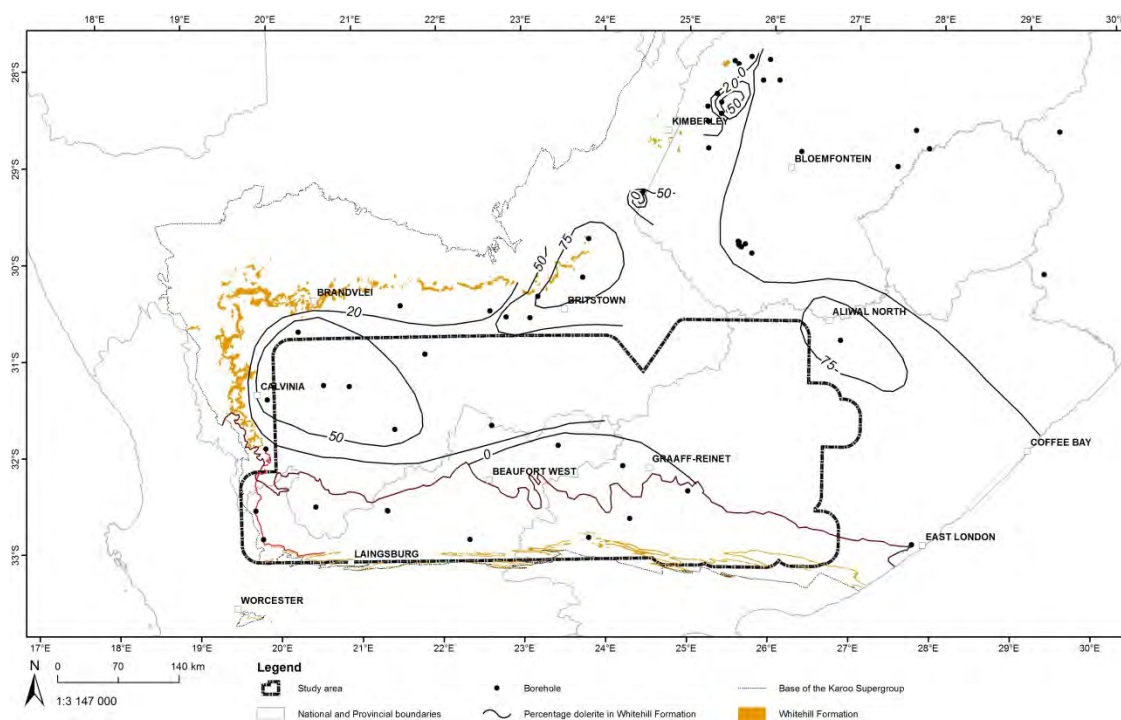 18°E 19°E 20°E 21°E 22°E 23°E 24°E 25°E 26°E 27°E 28°E 29°E 30°E
28°S
20 0
50
KIMBERLEY
BLOEMFONTEIN
29°S
50
0
75
30°S
50
BRANDVLEI
20
BRITSTOWN
ALIWAL NORTH
31°S
75
CALVINIA
50
COFFEE BAY
32°S
0
GRAAFF-REINET
BEAUFORT WEST
33°S
EAST LONDON
LAINGSBURG
WORCESTER
17°E 18°E 19°E 20°E 21°E 22°E 23°E 24°E 25°E 26°E 27°E 28°E 29°E 30°E
N
0 70 140 km
1:3 147 000
Legend
Study area
Borehole
Base of the Karoo Supergroup
National and Provincial boundaries
Percentage dolerite in Whitehill Formation
Whitehill Formation